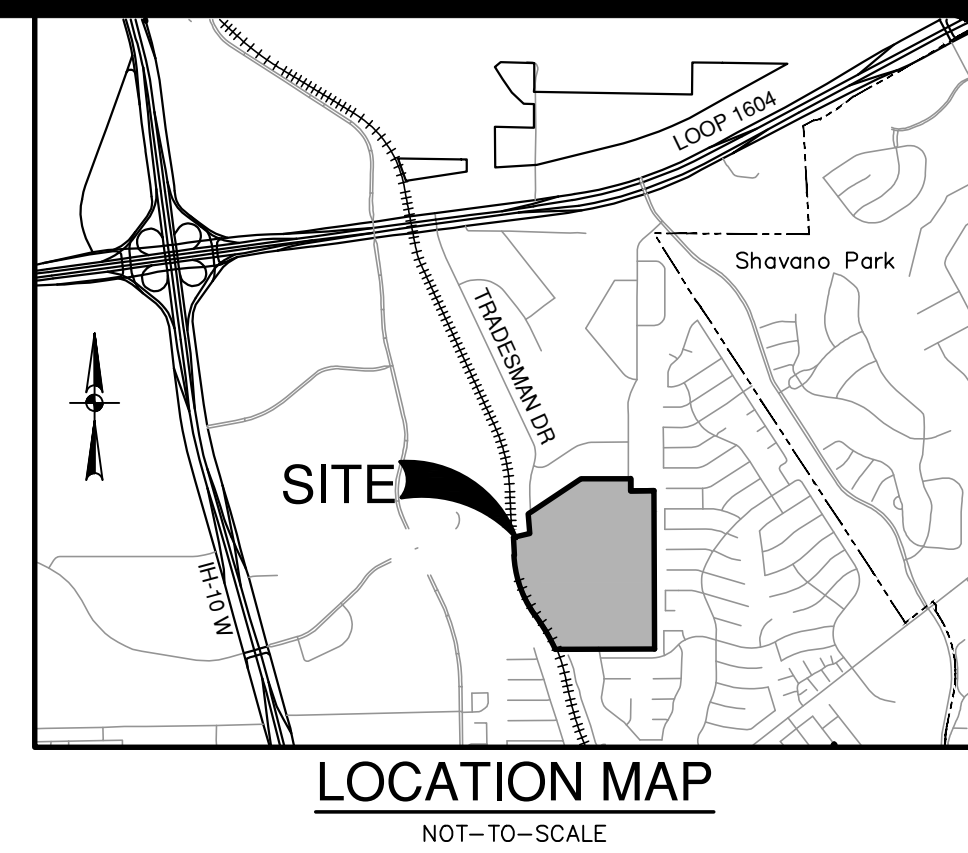 LOOP 1604
Shavano Park
TRADESMAN DR
SITE
IH-10 W
LOCATION MAP
NOT-TO-SCALE